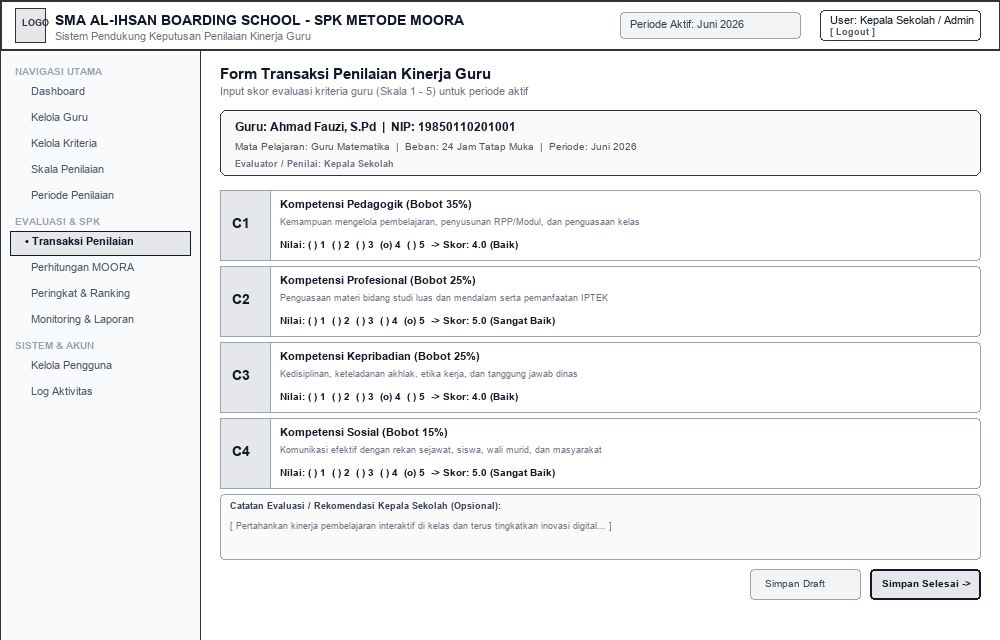 LOGO
SMA AL-IHSAN BOARDING SCHOOL - SPK METODE MOORA
Sistem Pendukung Keputusan Penilaian Kinerja Guru
Periode Aktif: Juni 2026
User: Kepala Sekolah / Admin
[ Logout ]
NAVIGASI UTAMA
Dashboard
Kelola Guru
Kelola Kriteria
Skala Penilaian
Periode Penilaian
EVALUASI & SPK
• Transaksi Penilaian
Perhitungan MOORA
Peringkat & Ranking
Monitoring & Laporan
SISTEM & AKUN
Kelola Pengguna
Log Aktivitas
Form Transaksi Penilaian Kinerja Guru
Input skor evaluasi kriteria guru (Skala 1 - 5) untuk periode aktif
Guru: Ahmad Fauzi, S.Pd | NIP: 19850110201001
Mata Pelajaran: Guru Matematika | Beban: 24 Jam Tatap Muka | Periode: Juni 2026
Evaluator / Penilai: Kepala Sekolah
C1
Kompetensi Pedagogik (Bobot 35%)
Kemampuan mengelola pembelajaran, penyusunan RPP/Modul, dan penguasaan kelas
Nilai: ( ) 1 ( ) 2 ( ) 3 (o) 4 ( ) 5 -> Skor: 4.0 (Baik)
C2
Kompetensi Profesional (Bobot 25%)
Penguasaan materi bidang studi luas dan mendalam serta pemanfaatan IPTEK
Nilai: ( ) 1 ( ) 2 ( ) 3 ( ) 4 (o) 5 -> Skor: 5.0 (Sangat Baik)
C3
Kompetensi Kepribadian (Bobot 25%)
Kedisiplinan, keteladanan akhlak, etika kerja, dan tanggung jawab dinas
Nilai: ( ) 1 ( ) 2 ( ) 3 (o) 4 ( ) 5 -> Skor: 4.0 (Baik)
C4
Kompetensi Sosial (Bobot 15%)
Komunikasi efektif dengan rekan sejawat, siswa, wali murid, dan masyarakat
Nilai: ( ) 1 ( ) 2 ( ) 3 ( ) 4 (o) 5 -> Skor: 5.0 (Sangat Baik)
Catatan Evaluasi / Rekomendasi Kepala Sekolah (Opsional):
[ Pertahankan kinerja pembelajaran interaktif di kelas dan terus tingkatkan inovasi digital... ]
Simpan Draft
Simpan Selesai ->